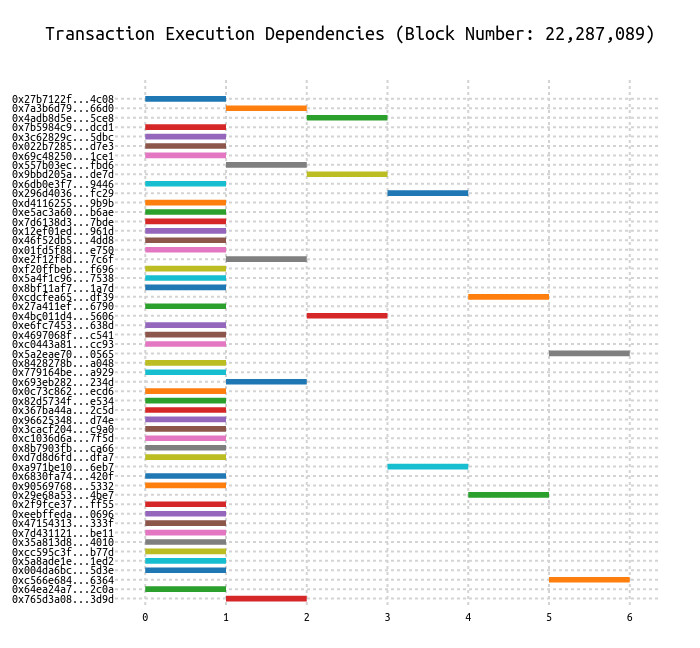 Transaction Execution Dependencies (Block Number: 22,287,089)
0x27b7122f...4c08
0x7a3b6d79...66d0
0x4adb8d5e...5ce8
0x7b5984c9...dcd1
0x3c62829c...5dbc
0x022b7285...d7e3
0x69c48250...1ce1
0x557b03ec...fbd6
0x9bbd205a...de7d
0x6db0e3f7...9446
0x296d4036...fc29
0xd4116255...9b9b
0xe5ac3a60...b6ae
0x7d6138d3...7bde
0x12ef01ed...961d
0x46f52db5...4dd8
0x01fd5f88...e750
0xe2f12f8d...7c6f
0xf20ffbeb...f696
0x5a4f1c96...7538
0x8bf11af7...1a7d
0xcdcfea65...df39
0x27a411ef...6790
0x4bc011d4...5606
0xe6fc7453...638d
0x4697068f...c541
0xc0443a81...cc93
0x5a2eae70...0565
0x8428278b...a048
0x779164be...a929
0x693eb282...234d
0x0c73c862...ecd6
0x82d5734f...e534
0x367ba44a...2c5d
0x96625348...d74e
0x3cacf204...c9a0
0xc1036d6a...7f5d
0x8b7903fb...ca66
0xd7d8d6fd...dfa7
0xa971be10...6eb7
0x6830fa74...420f
0x90569768...5332
0x29e68a53...4be7
0x2f9fce37...ff55
0xeebffeda...0696
0x47154313...333f
0x7d431121...be11
0x35a813d8...4010
0xcc595c3f...b77d
0x5a8ade1e...1ed2
0x004da6bc...5d3e
0xc566e684...6364
0x64ea24a7...2c0a
0x765d3a08...3d9d
0 1 2 3 4 5 6